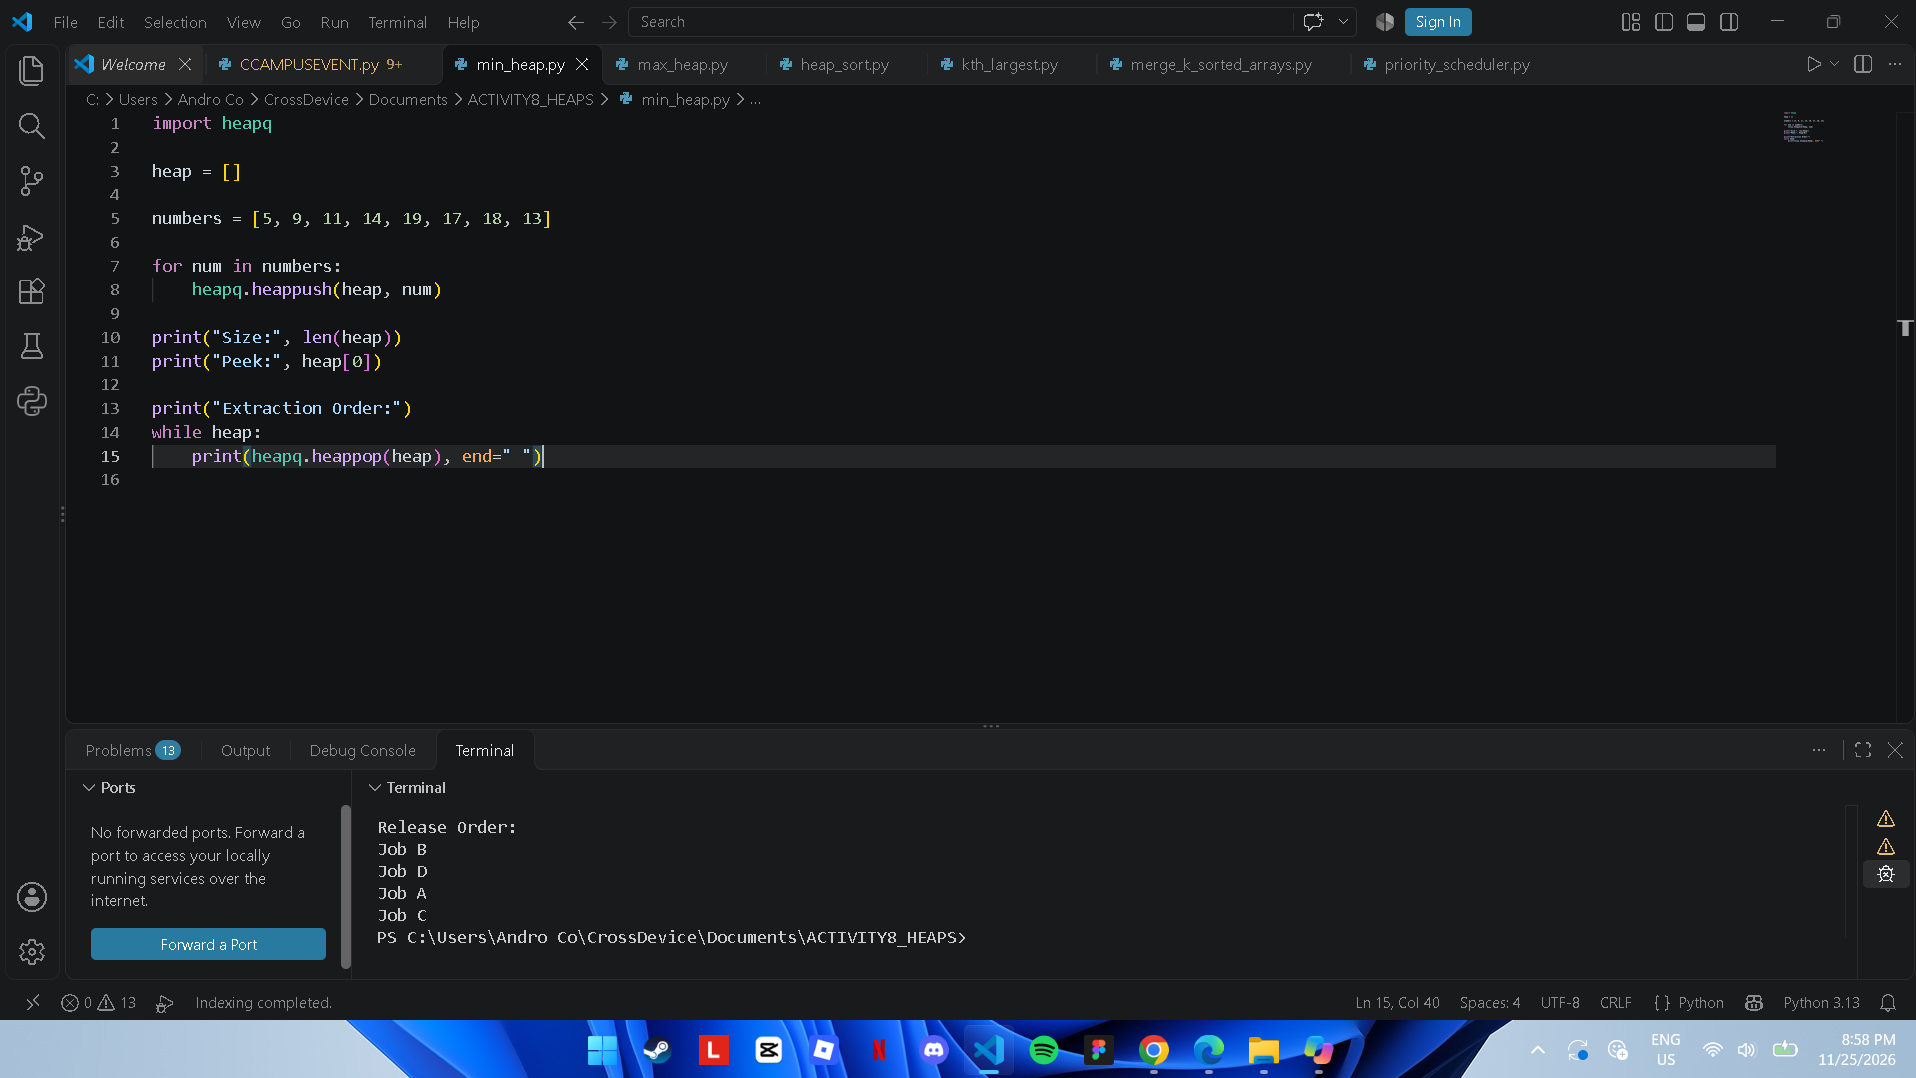 File Edit Selection View Go Run Terminal Help Search Sign In
Welcome CCAMPUSEVENT.py 9+ min_heap.py max_heap.py heap_sort.py kth_largest.py merge_k_sorted_arrays.py priority_scheduler.py
C: > Users > Andro Co > CrossDevice > Documents > ACTIVITY8_HEAPS > min_heap.py > ...
1 import heapq
2
3 heap = []
4
5 numbers = [5, 9, 11, 14, 19, 17, 18, 13]
6
7 for num in numbers:
8     heapq.heappush(heap, num)
9
10 print("Size:", len(heap))
11 print("Peek:", heap[0])
12
13 print("Extraction Order:")
14 while heap:
15     print(heapq.heappop(heap), end=" ")
16
Problems 13 Output Debug Console Terminal
Ports
No forwarded ports. Forward a
port to access your locally
running services over the
internet.
Forward a Port
Terminal
Release Order:
Job B
Job D
Job A
Job C
PS C:\Users\Andro Co\CrossDevice\Documents\ACTIVITY8_HEAPS>
0 13 Indexing completed. Ln 15, Col 40 Spaces: 4 UTF-8 CRLF {} Python Python 3.13
L N
ENG
US
8:58 PM
11/25/2026